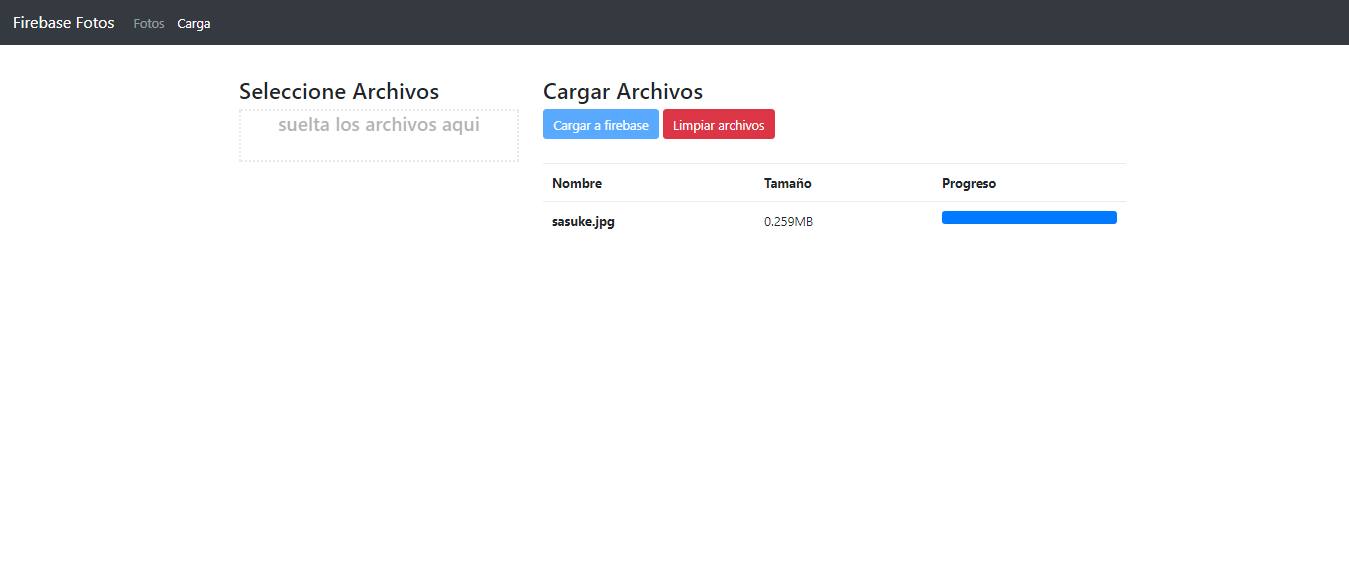 Firebase Fotos Fotos Carga
Seleccione Archivos
suelta los archivos aqui
Cargar Archivos
Cargar a firebase Limpiar archivos
Nombre Tamaño Progreso
sasuke.jpg 0.259MB